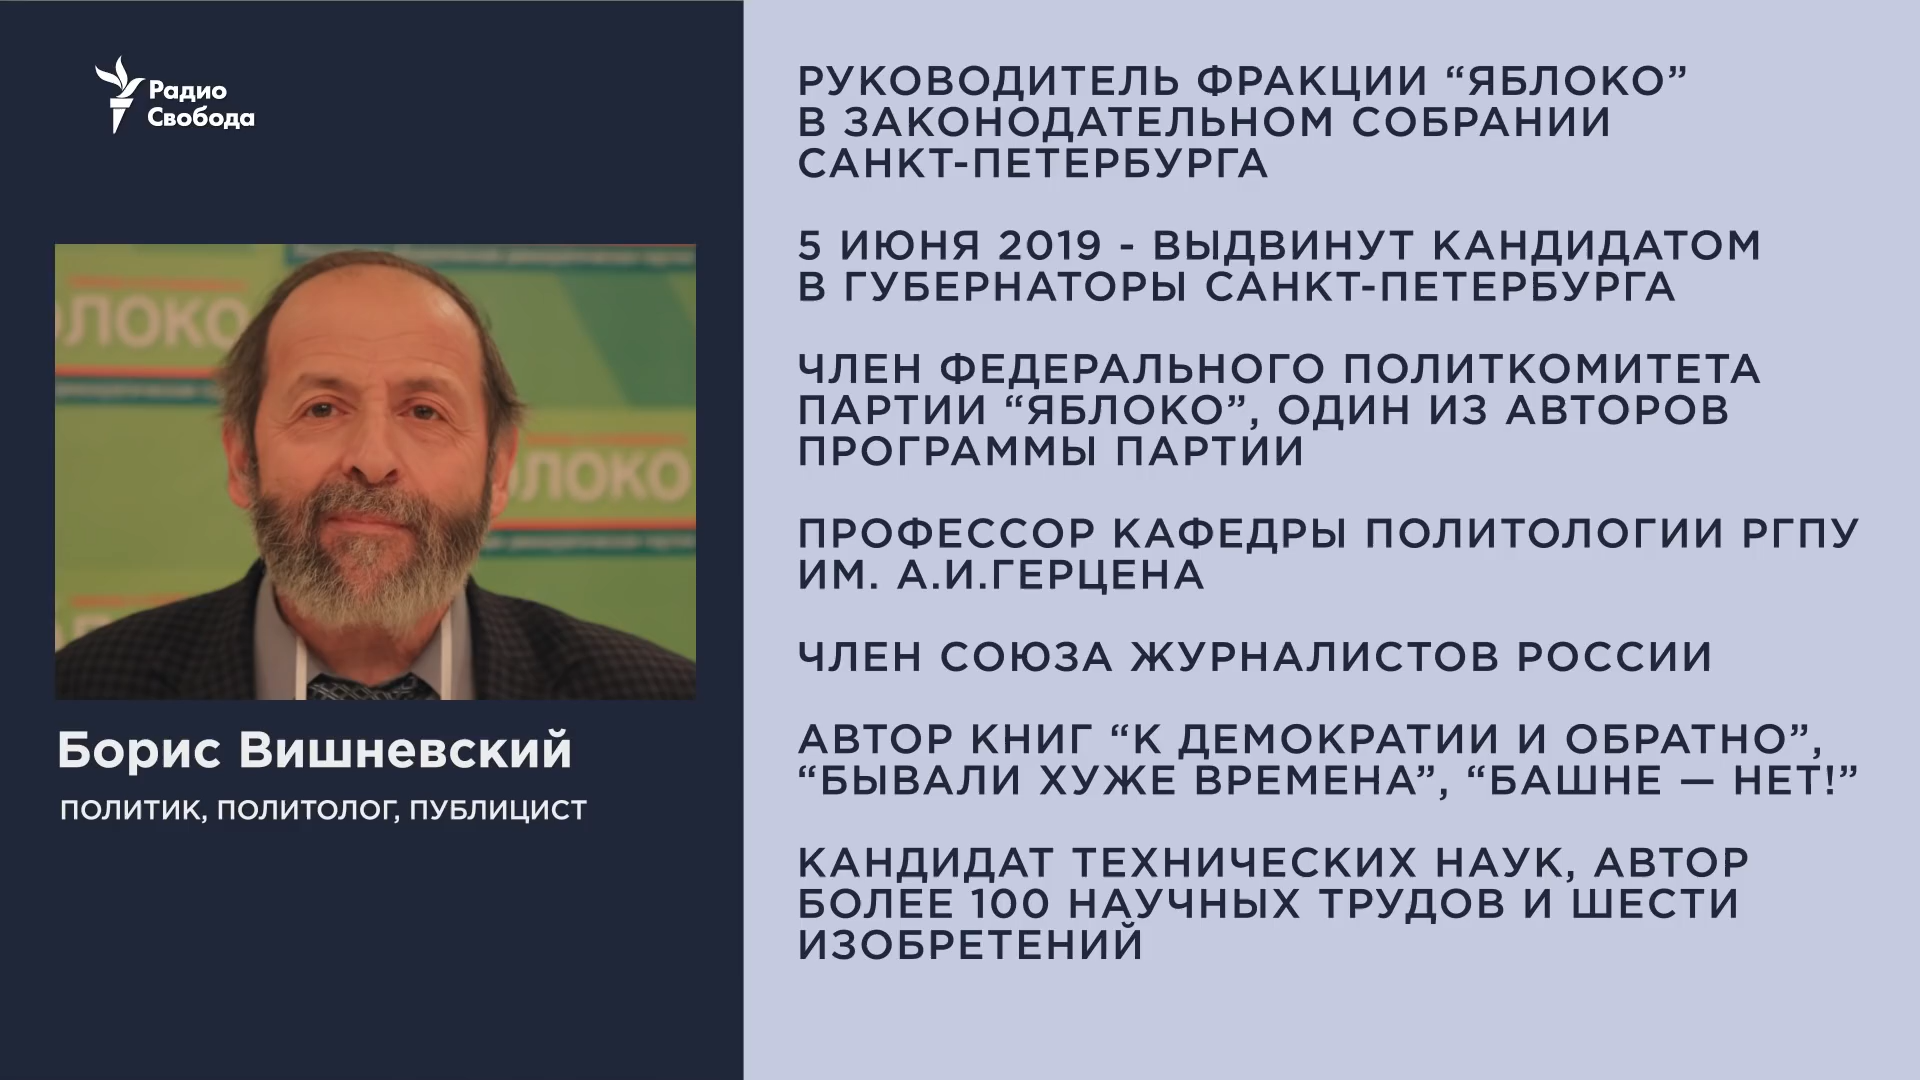 Радио
Свобода
ЛОКО
ЛОКО
Борис Вишневский
ПОЛИТИК, ПОЛИТОЛОГ, ПУБЛИЦИСТ
РУКОВОДИТЕЛЬ ФРАКЦИИ “ЯБЛОКО”
В ЗАКОНОДАТЕЛЬНОМ СОБРАНИИ
САНКТ-ПЕТЕРБУРГА
5 ИЮНЯ 2019 - ВЫДВИНУТ КАНДИДАТОМ
В ГУБЕРНАТОРЫ САНКТ-ПЕТЕРБУРГА
ЧЛЕН ФЕДЕРАЛЬНОГО ПОЛИТКОМИТЕТА
ПАРТИИ “ЯБЛОКО”, ОДИН ИЗ АВТОРОВ
ПРОГРАММЫ ПАРТИИ
ПРОФЕССОР КАФЕДРЫ ПОЛИТОЛОГИИ РГПУ
ИМ. А.И.ГЕРЦЕНА
ЧЛЕН СОЮЗА ЖУРНАЛИСТОВ РОССИИ
АВТОР КНИГ “К ДЕМОКРАТИИ И ОБРАТНО”,
“БЫВАЛИ ХУЖЕ ВРЕМЕНА”, “БАШНЕ — НЕТ!”
КАНДИДАТ ТЕХНИЧЕСКИХ НАУК, АВТОР
БОЛЕЕ 100 НАУЧНЫХ ТРУДОВ И ШЕСТИ
ИЗОБРЕТЕНИЙ